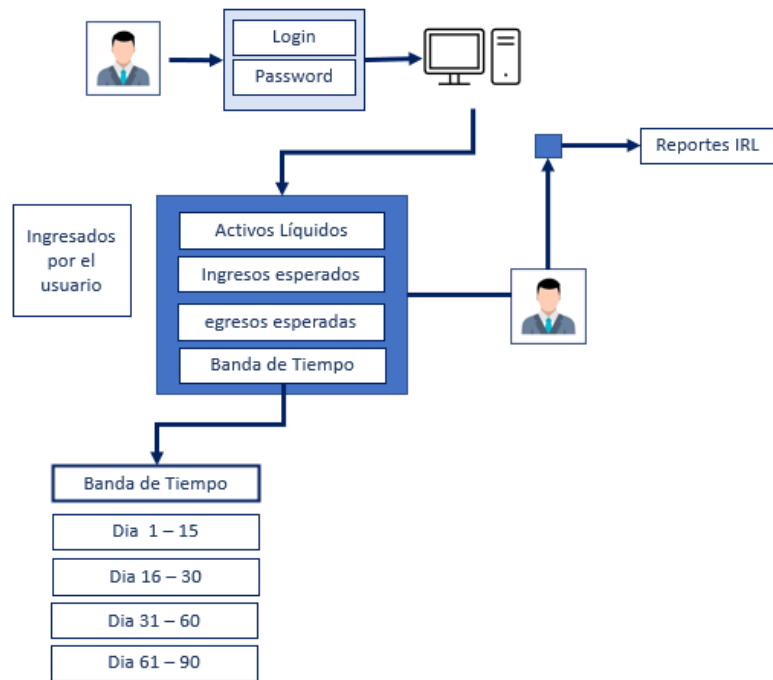 Login
Password
Reportes IRL
Ingresados
por el
usuario
Activos Líquidos
Ingresos esperados
egresos esperadas
Banda de Tiempo
Banda de Tiempo
Dia 1 – 15
Dia 16 – 30
Dia 31 – 60
Dia 61 – 90